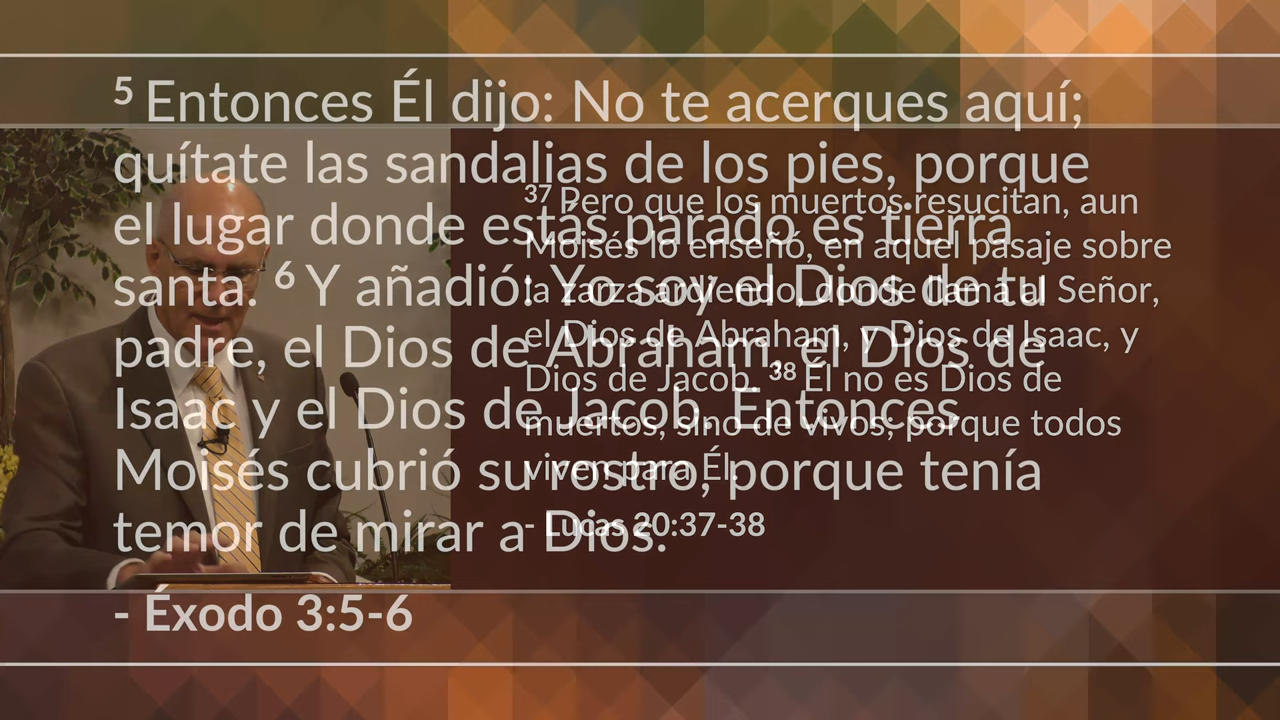 5 Entonces Él dijo: No te acerques aquí;
quítate las sandalias de los pies, porque
el lugar donde estás parado es tierra
santa. 6 Y añadió: Yo soy el Dios de tu
padre, el Dios de Abraham, el Dios de
Isaac y el Dios de Jacob. Entonces
Moisés cubrió su rostro, porque tenía
temor de mirar a Dios.
- Éxodo 3:5-6
37 Pero que los muertos resucitan, aun
Moisés lo enseñó, en aquel pasaje sobre
la zarza ardiendo, donde llama al Señor,
el Dios de Abraham, y Dios de Isaac, y
Dios de Jacob. 38 Él no es Dios de
muertos, sino de vivos; porque todos
viven para Él.
- Lucas 20:37-38